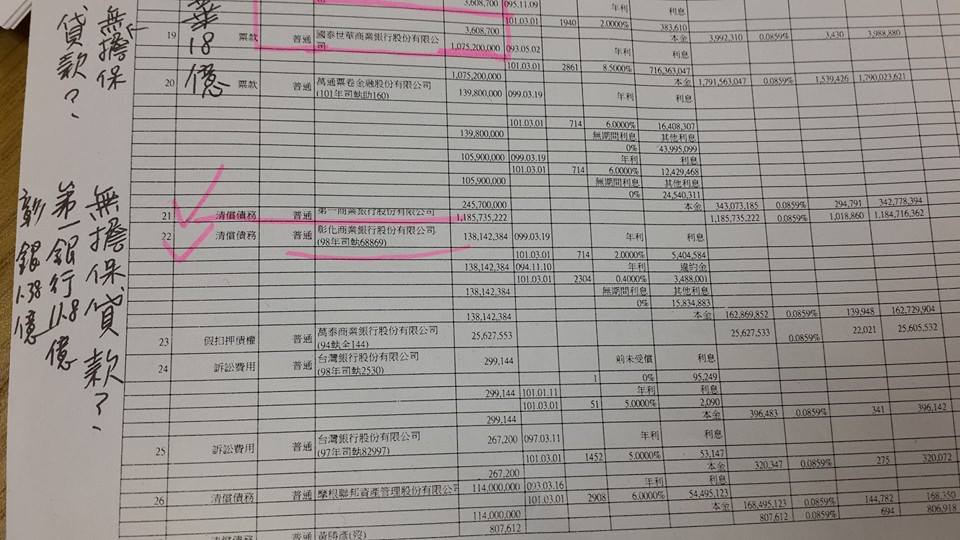 無擔保
貸款？
華18億
無擔保貸款？
第一銀行11.8億
彰銀1.38億
3,608,700 095.11.09 年利 利息
101.03.01 1940 2.0000% 383,610
3,608,700 本金 3,992,310 0.0859% 3,430 3,988,880
19 票款 普通 國泰世華商業銀行股份有限公司 1,075,200,000 093.05.02 年利 利息
101.03.01 2861 8.5000% 716,363,047
1,075,200,000 本金 1,791,563,047 0.0859% 1,539,426 1,790,023,621
20 票款 普通 萬通票卷金融股份有限公司 139,800,000 099.03.19 年利 利息
(101年司執助160)
101.03.01 714 6.0000% 16,408,307
139,800,000 無期間利息 其他利息
0% 43,995,099
105,900,000 099.03.19 年利 利息
101.03.01 714 6.0000% 12,429,468
105,900,000 無期間利息 其他利息
0% 24,540,311
245,700,000 本金 343,073,185 0.0859% 294,791 342,778,394
21 清償債務 普通 第一商業銀行股份有限公司 1,185,735,222 1,185,735,222 0.0859% 1,018,860 1,184,716,362
22 清償債務 普通 彰化商業銀行股份有限公司 138,142,384 099.03.19 年利 利息
(98年司執68869)
101.03.01 714 2.0000% 5,404,584
138,142,384 094.11.10 年利 違約金
101.03.01 2304 0.4000% 3,488,001
138,142,384 無期間利息 其他利息
0% 15,834,883
138,142,384 本金 162,869,852 0.0859% 139,948 162,729,904
23 假扣押債權 普通 萬泰商業銀行股份有限公司 25,627,553 25,627,533 0.0859% 22,021 25,605,532
(94執全144)
24 訴訟費用 普通 台灣銀行股份有限公司 299,144 前未受償 利息
(98年司執2530)
1 0% 95,249
299,144 101.01.11 年利 利息
101.03.01 51 5.0000% 2,090
299,144 本金 396,483 0.0859% 341 396,142
25 訴訟費用 普通 台灣銀行股份有限公司 267,200 097.03.11 年利 利息
(97年司執82997)
101.03.01 1452 5.0000% 53,147
267,200 本金 320,347 0.0859% 275 320,072
26 清償債務 普通 摩根聯邦資產管理股份有限公司 114,000,000 093.03.16 年利 利息
101.03.01 2908 6.0000% 54,495,123
114,000,000 本金 168,495,123 0.0859% 144,782 168,350
清償債務 普通 黃勝彥(歿) 807,612 807,612 0.0859% 694 806,918